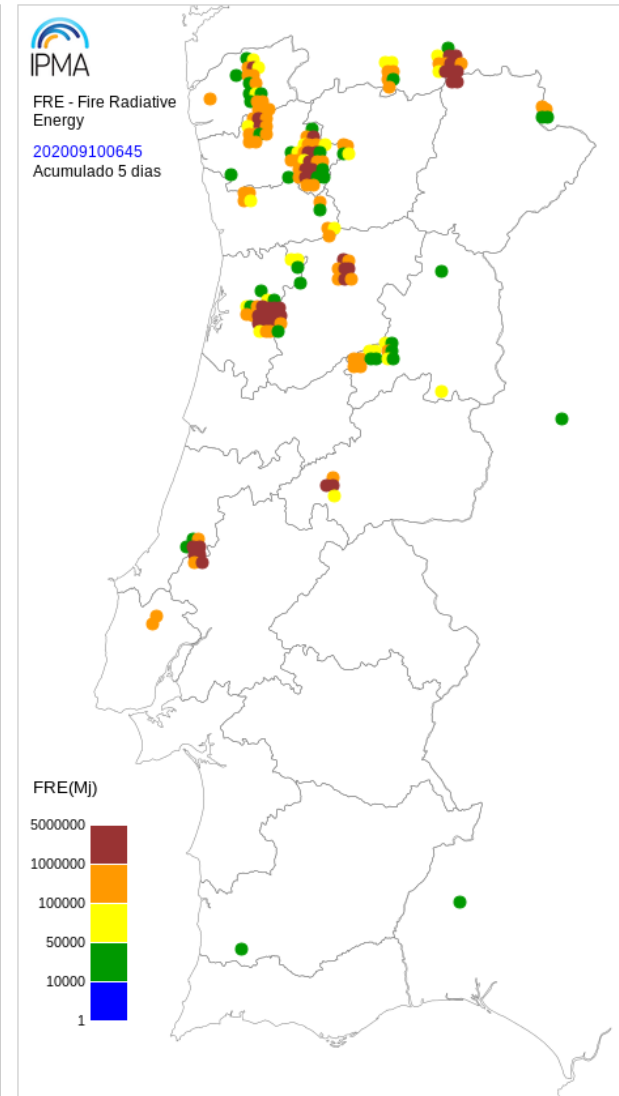 IPMA
FRE - Fire Radiative
Energy
202009100645
Acumulado 5 dias
FRE(Mj)
5000000
1000000
100000
50000
10000
1